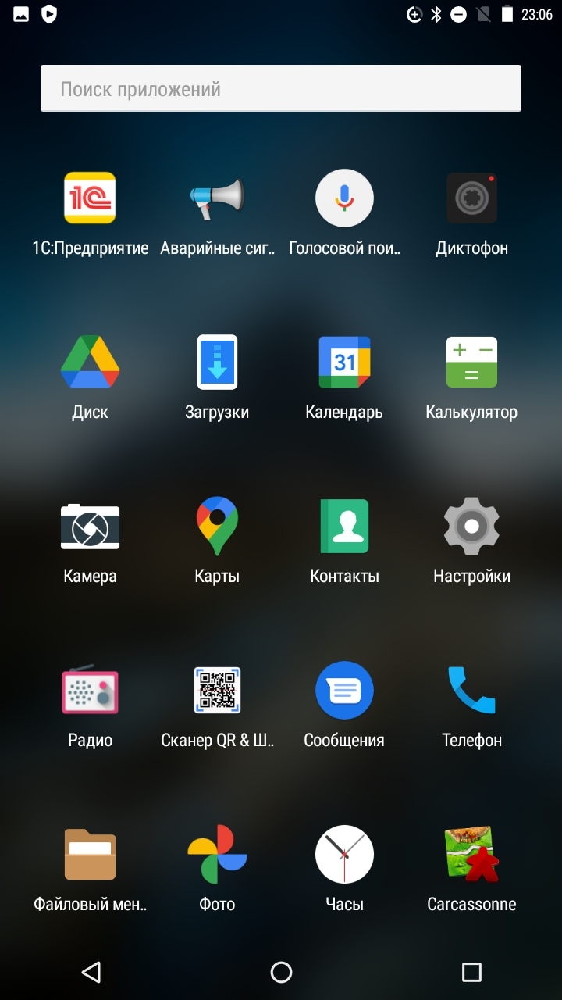 23:06
Поиск приложений
1С
1С:Предприятие
Аварийные сиг..
Голосовой пои..
Диктофон
31
Диск
Загрузки
Календарь
Калькулятор
Камера
Карты
Контакты
Настройки
Радио
Сканер QR & Ш..
Сообщения
Телефон
Файловый мен..
Фото
Часы
Carcassonne